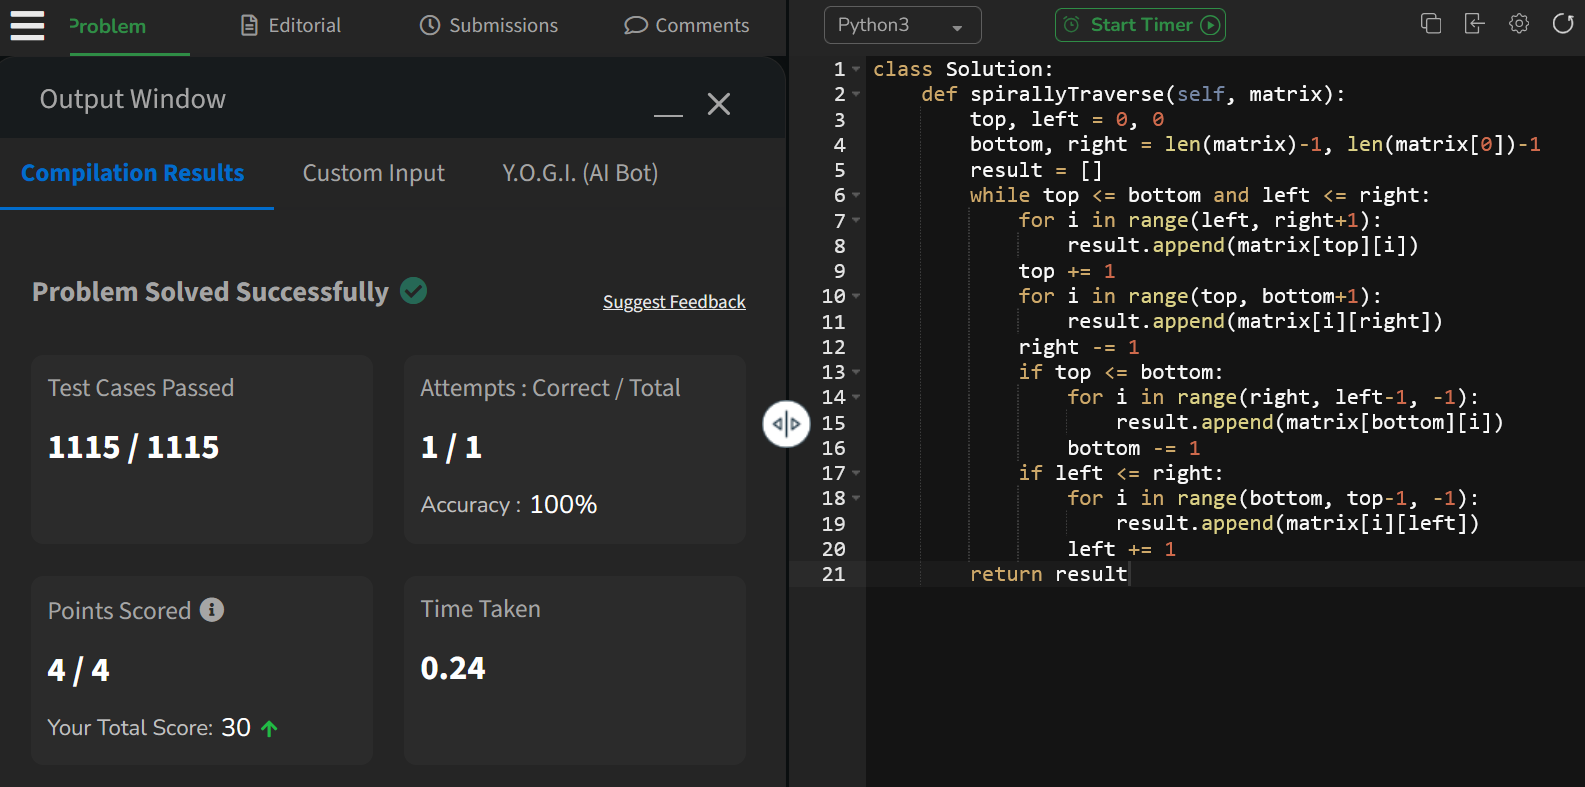 Problem
Editorial
Submissions
Comments
Output Window
Compilation Results
Custom Input
Y.O.G.I. (AI Bot)
Problem Solved Successfully
Suggest Feedback
Test Cases Passed
1115 / 1115
Attempts : Correct / Total
1 / 1
Accuracy : 100%
Points Scored
4 / 4
Your Total Score: 30
Time Taken
0.24
Python3
Start Timer
1 class Solution:
2     def spirallyTraverse(self, matrix):
3         top, left = 0, 0
4         bottom, right = len(matrix)-1, len(matrix[0])-1
5         result = []
6         while top <= bottom and left <= right:
7             for i in range(left, right+1):
8                 result.append(matrix[top][i])
9             top += 1
10             for i in range(top, bottom+1):
11                 result.append(matrix[i][right])
12             right -= 1
13             if top <= bottom:
14                 for i in range(right, left-1, -1):
15                     result.append(matrix[bottom][i])
16                 bottom -= 1
17             if left <= right:
18                 for i in range(bottom, top-1, -1):
19                     result.append(matrix[i][left])
20                 left += 1
21         return result